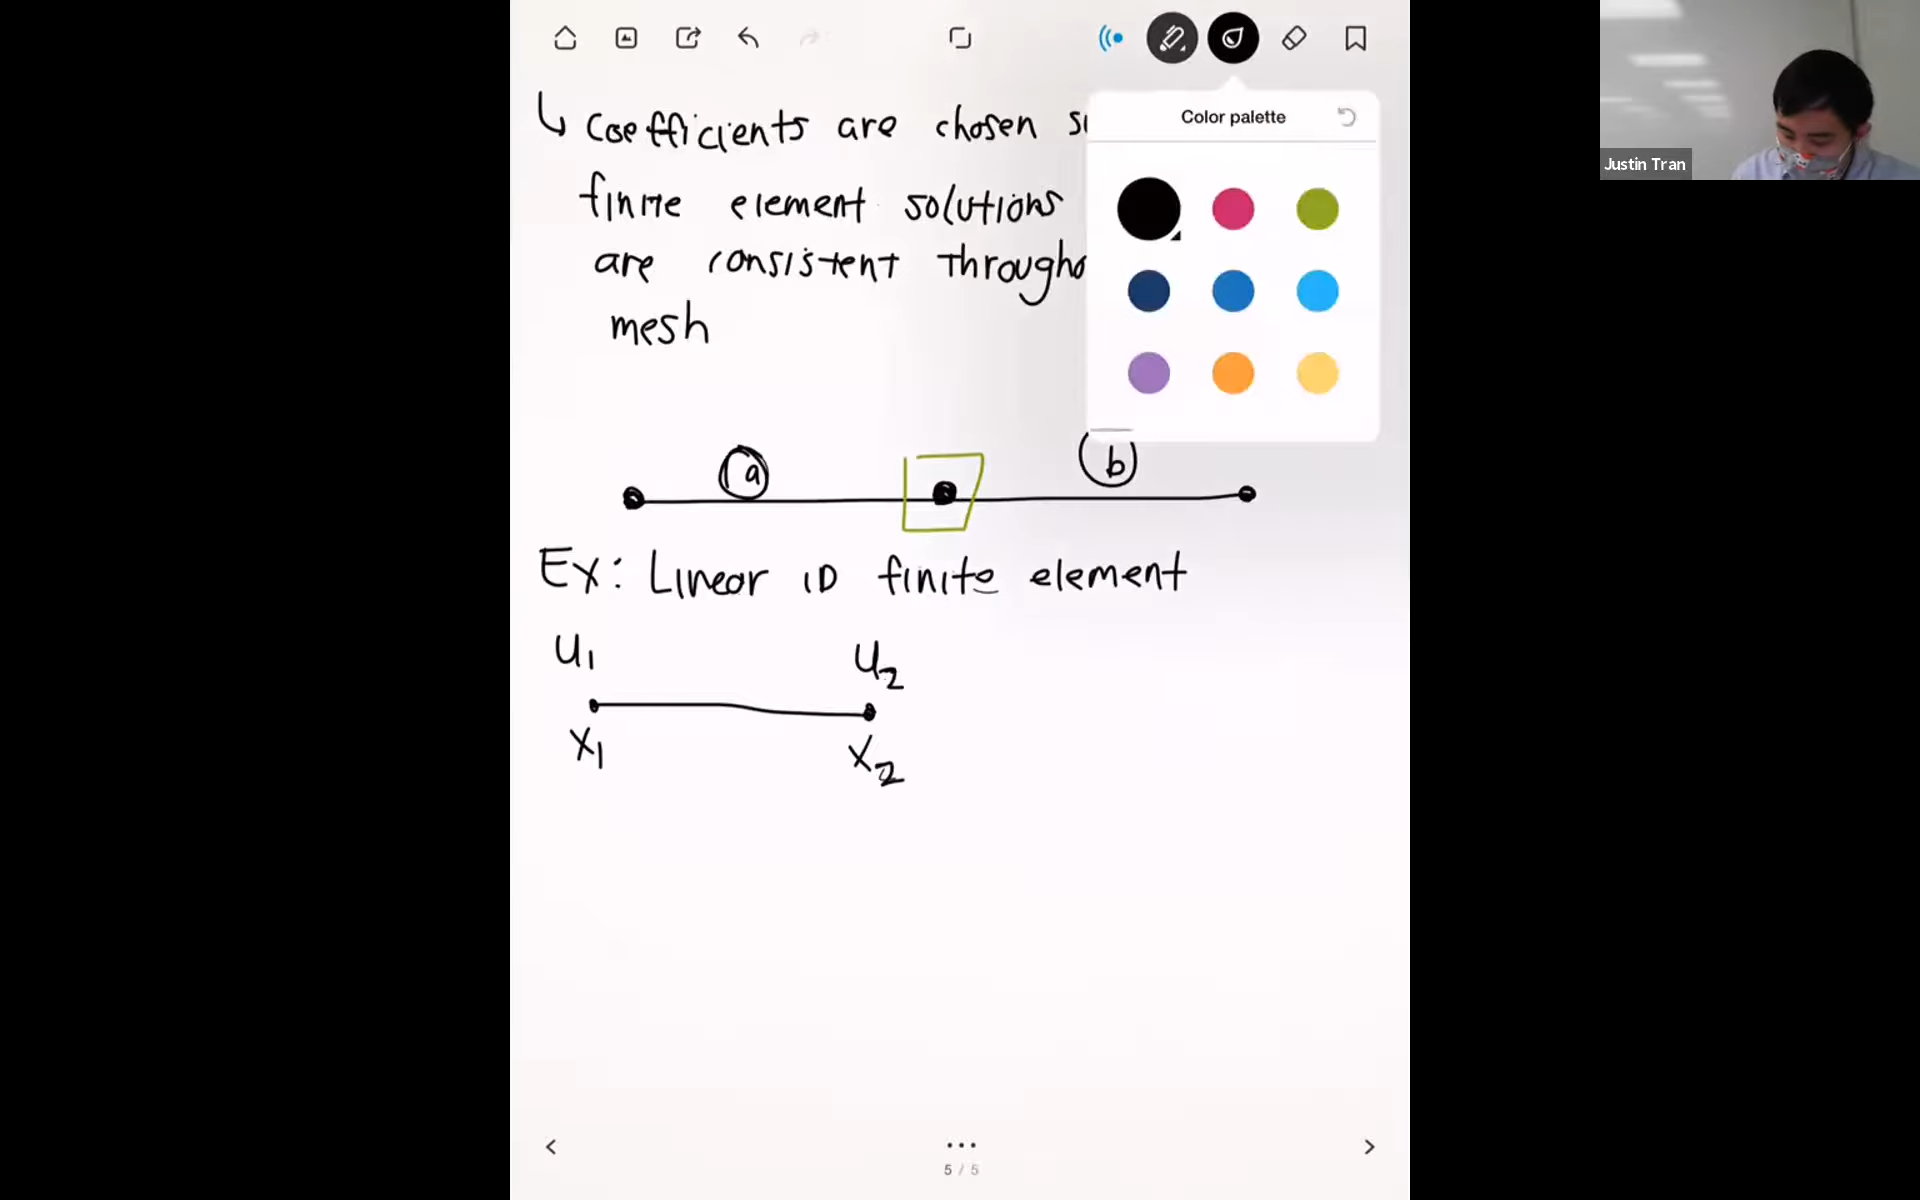 Color palette
Justin Tran
↳ Coefficients are chosen
finite element solutions
are consistent
mesh
a
b
Ex: Linear 1D finite element
U1
U2
X1
X2
5 / 5